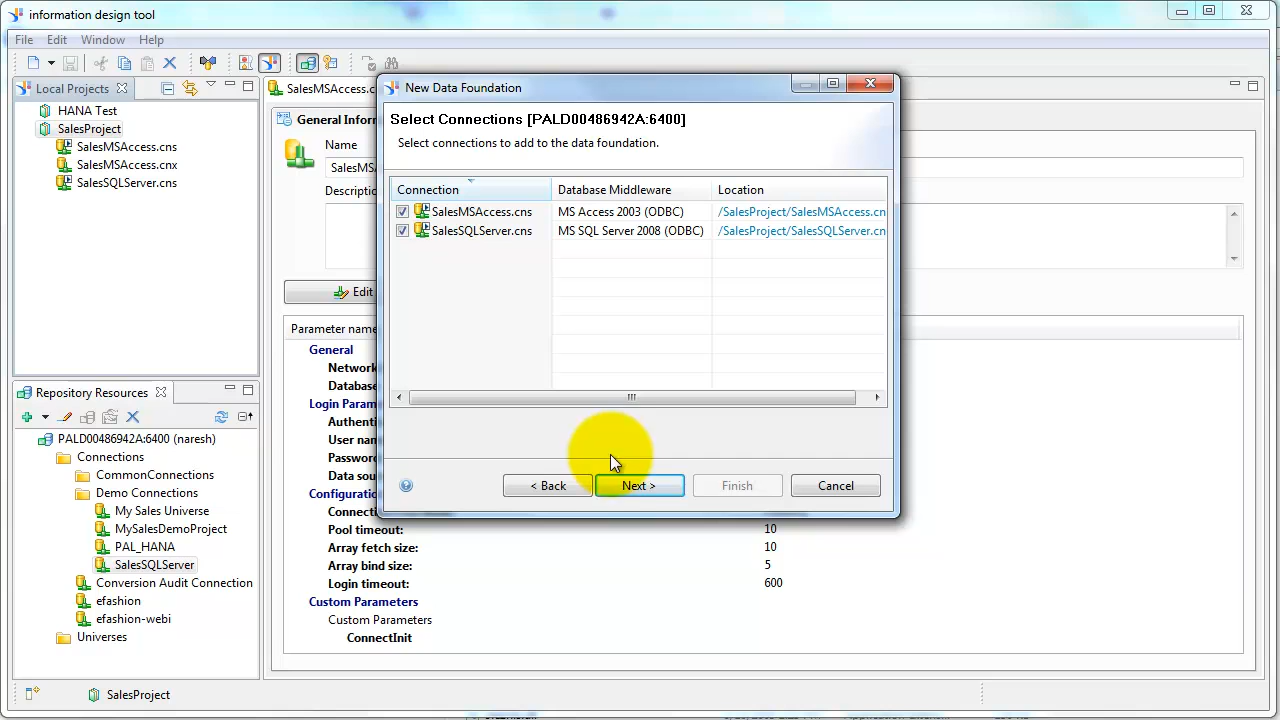 information design tool
File Edit Window Help
Local Projects
HANA Test
SalesProject
SalesMSAccess.cns
SalesMSAccess.cnx
SalesSQLServer.cns
Repository Resources
PALD00486942A:6400 (naresh)
Connections
CommonConnections
Demo Connections
My Sales Universe
MySalesDemoProject
PAL_HANA
SalesSQLServer
Conversion Audit Connection
efashion
efashion-webi
Universes
SalesProject
SalesMSAccess.c
General Inforr
Name
SalesMS
Descripti
Edit
Parameter name
General
Network
Database
Login Param
Authenti
User nam
Passwor
Data sou
Configuratio
Connect
Pool timeout: 10
Array fetch size: 10
Array bind size: 5
Login timeout: 600
Custom Parameters
Custom Parameters
ConnectInit
New Data Foundation
Select Connections [PALD00486942A:6400]
Select connections to add to the data foundation.
Connection Database Middleware Location
SalesMSAccess.cns MS Access 2003 (ODBC) /SalesProject/SalesMSAccess.cn
SalesSQLServer.cns MS SQL Server 2008 (ODBC) /SalesProject/SalesSQLServer.cn
< Back Next > Finish Cancel